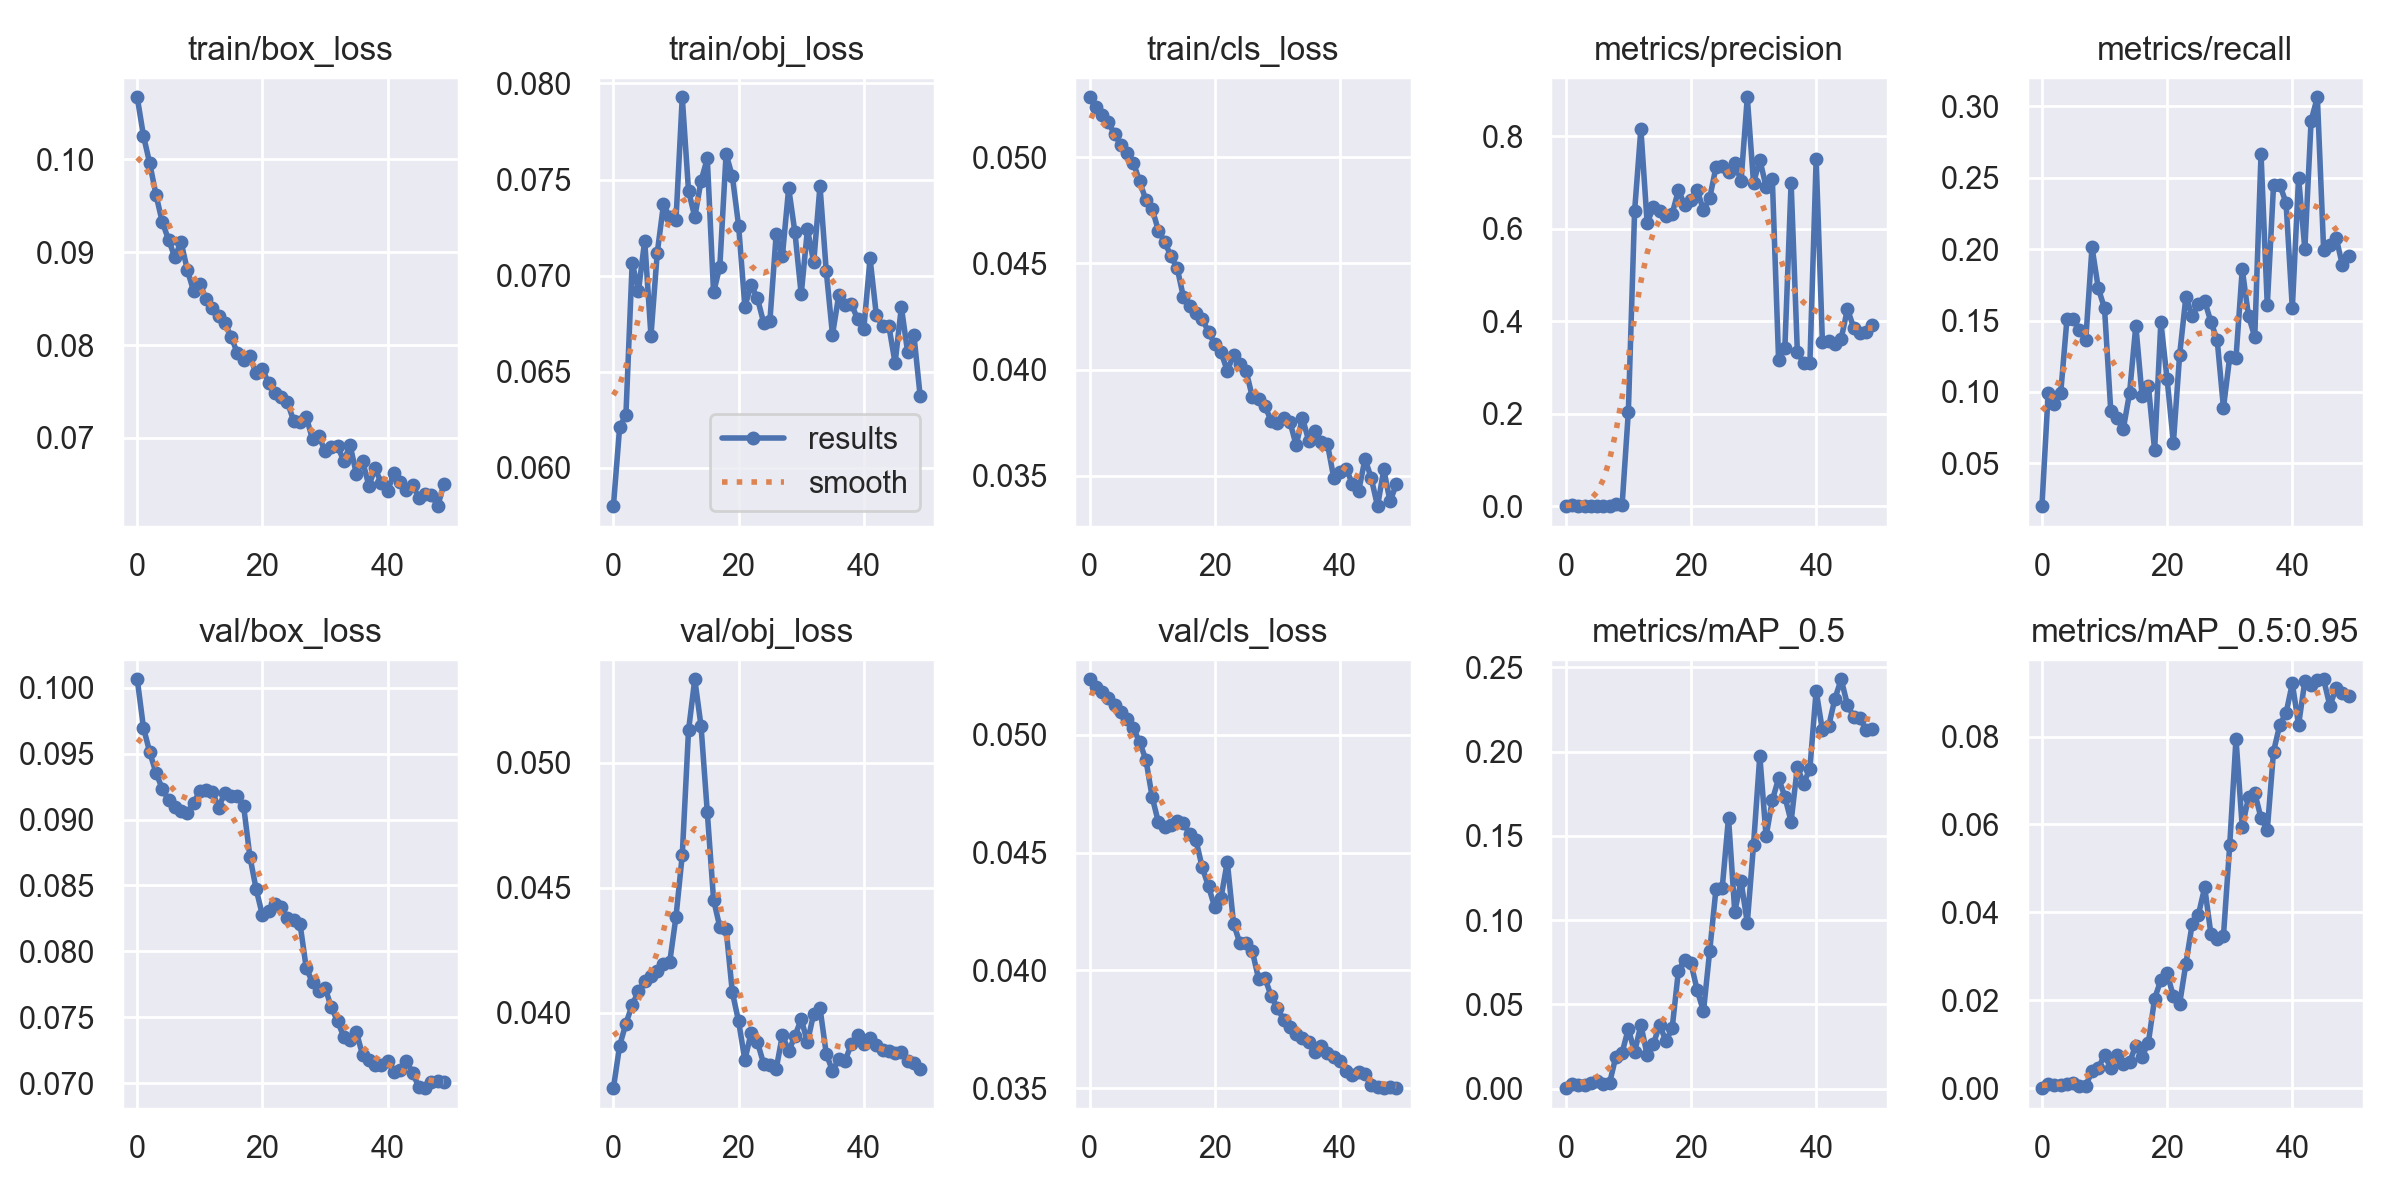 train/box_loss
train/obj_loss
train/cls_loss
metrics/precision
metrics/recall
0.10
0.09
0.08
0.07
0 20 40
0.080
0.075
0.070
0.065
0.060
results
smooth
0 20 40
0.050
0.045
0.040
0.035
0 20 40
0.8
0.6
0.4
0.2
0.0
0 20 40
0.30
0.25
0.20
0.15
0.10
0.05
0 20 40
val/box_loss
val/obj_loss
val/cls_loss
metrics/mAP_0.5
metrics/mAP_0.5:0.95
0.100
0.095
0.090
0.085
0.080
0.075
0.070
0 20 40
0.050
0.045
0.040
0 20 40
0.050
0.045
0.040
0.035
0 20 40
0.25
0.20
0.15
0.10
0.05
0.00
0 20 40
0.08
0.06
0.04
0.02
0.00
0 20 40